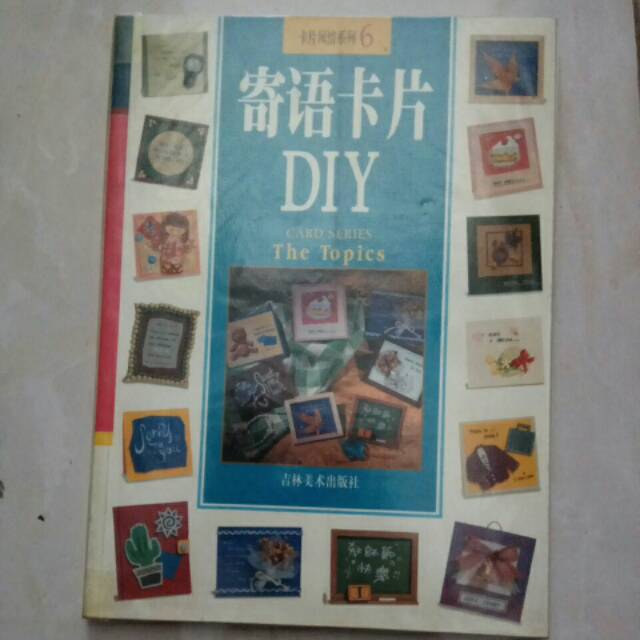 卡片风情系列6
寄语卡片
DIY
CARD SERIES
The Topics
吉林美术出版社
Sorry